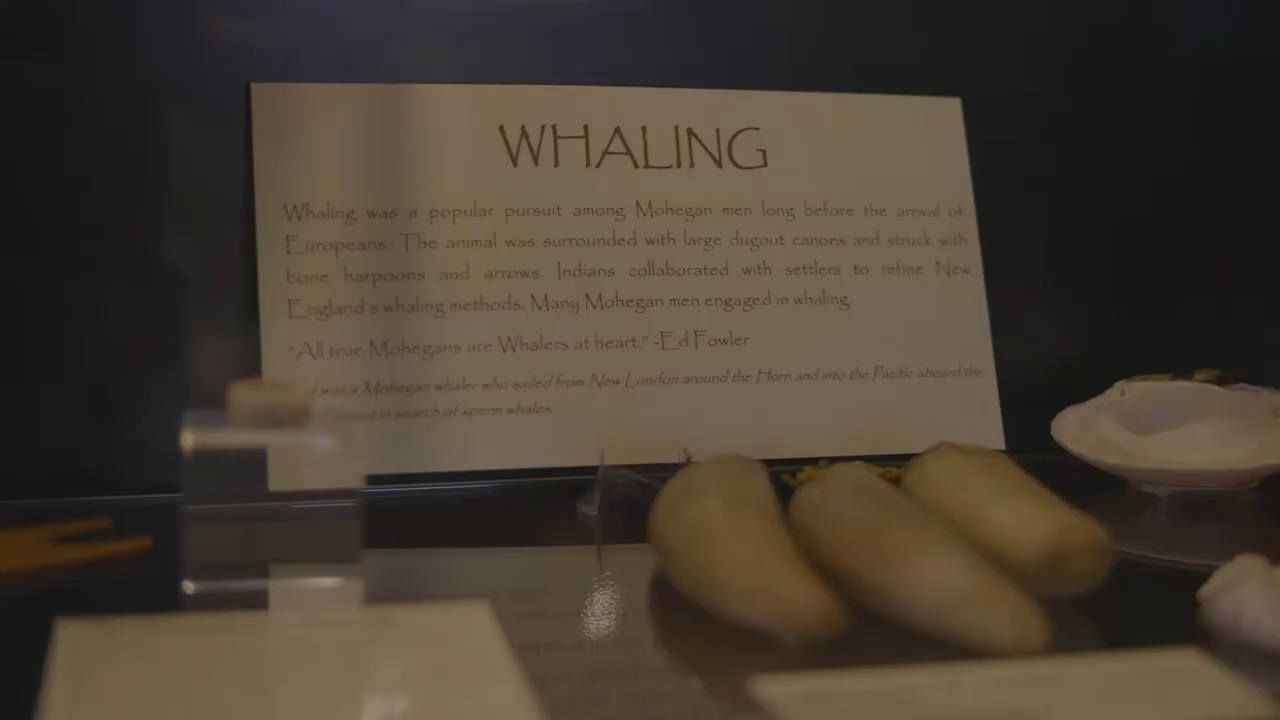 WHALING
Whaling was a popular pursuit among Mohegan men long before the arrival of
Europeans. The animal was surrounded with large dugout canoes and struck with
bone harpoons and arrows. Indians collaborated with settlers to refine New
England's whaling methods. Many Mohegan men engaged in whaling.
"All true Mohegans are Whalers at heart." -Ed Fowler
was a Mohegan whaler who sailed from New London around the Horn and into the Pacific aboard the
in search of sperm whales.